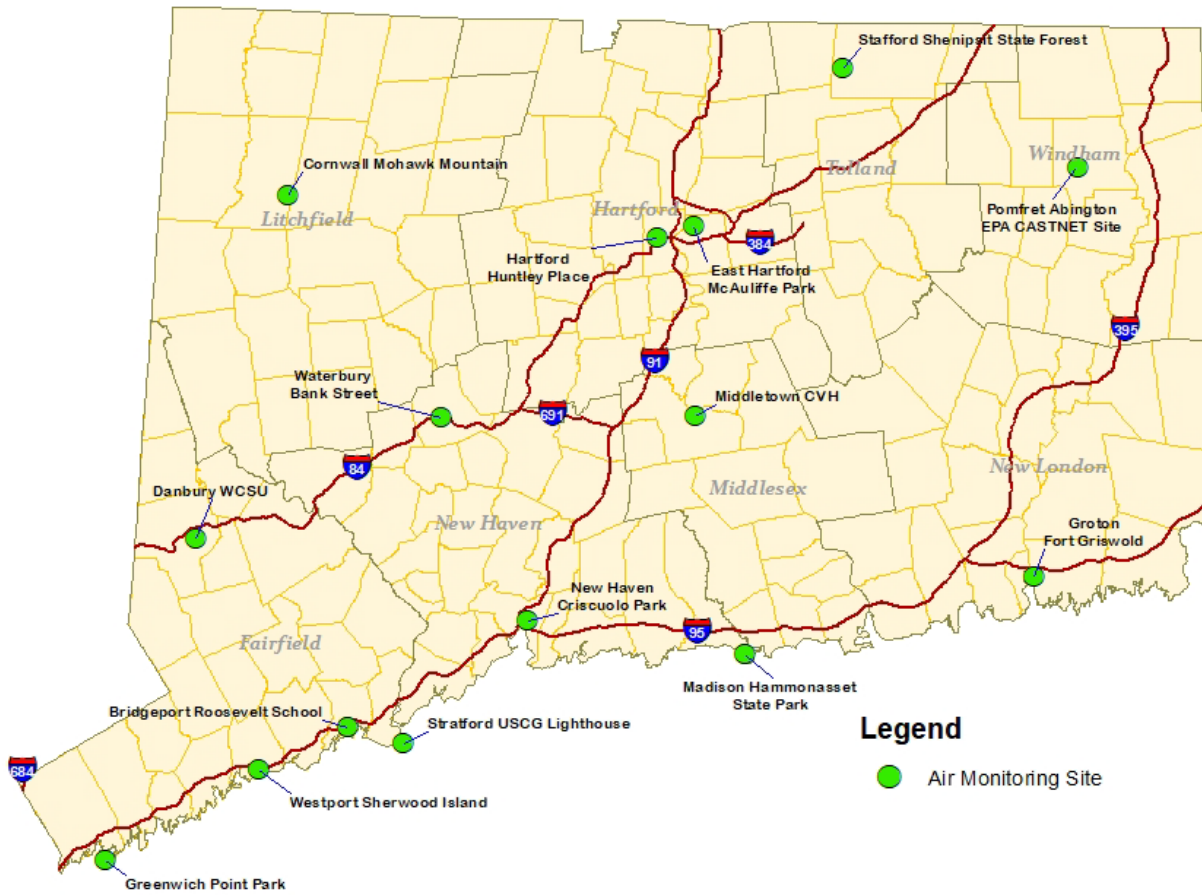 Stafford Shenipsit State Forest
Cornwall Mohawk Mountain
Litchfield
Windham
Tolland
Pomfret Abington
EPA CASTNET Site
Hartford
Hartford
Huntley Place
384
East Hartford
McAuliffe Park
395
91
Waterbury
Bank Street
691
Middletown CVH
84
New London
Danbury WCSU
Middlesex
New Haven
Groton
Fort Griswold
New Haven
Criscuolo Park
95
Fairfield
Madison Hammonasset
State Park
Bridgeport Roosevelt School
Stratford USCG Lighthouse
Legend
684
Air Monitoring Site
Westport Sherwood Island
Greenwich Point Park